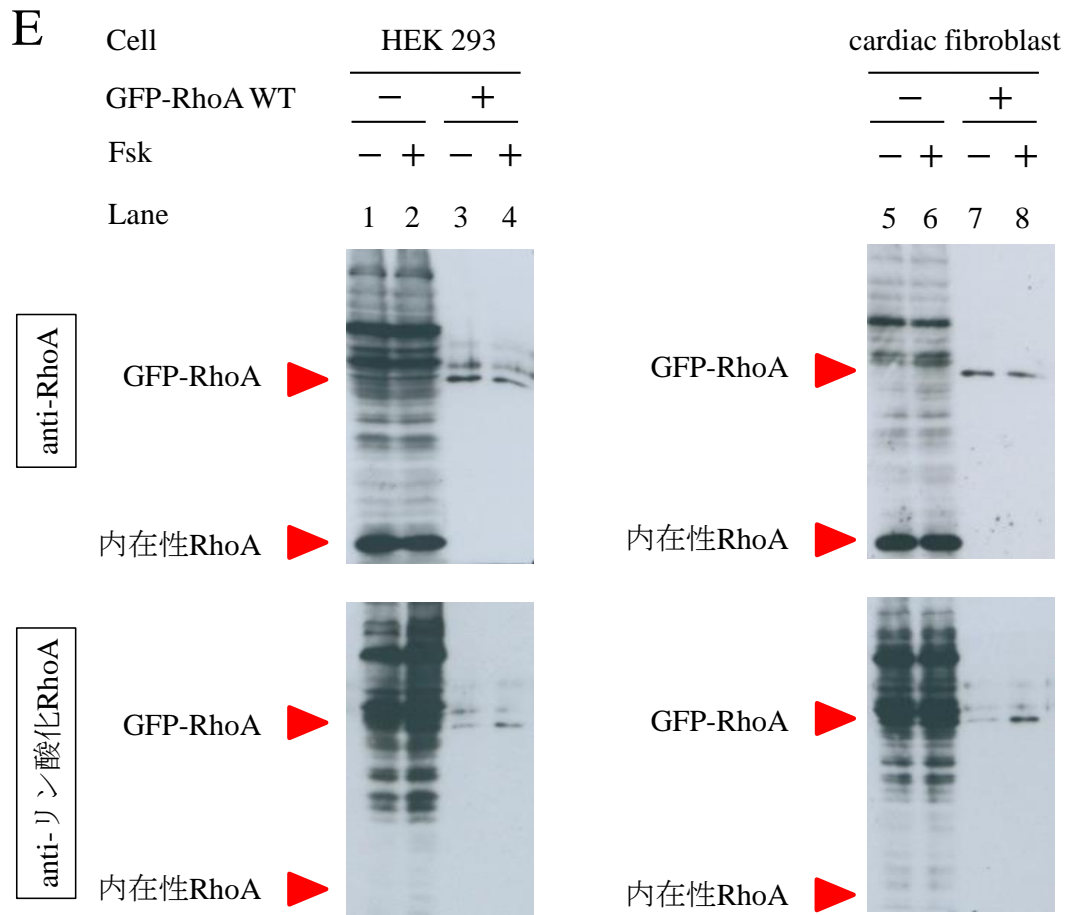 E
Cell HEK 293 cardiac fibroblast
GFP-RhoA WT − + − +
Fsk − + − + − + − +
Lane 1 2 3 4 5 6 7 8
anti-RhoA
GFP-RhoA GFP-RhoA
内在性RhoA 内在性RhoA
anti-リン酸化RhoA
GFP-RhoA GFP-RhoA
内在性RhoA 内在性RhoA